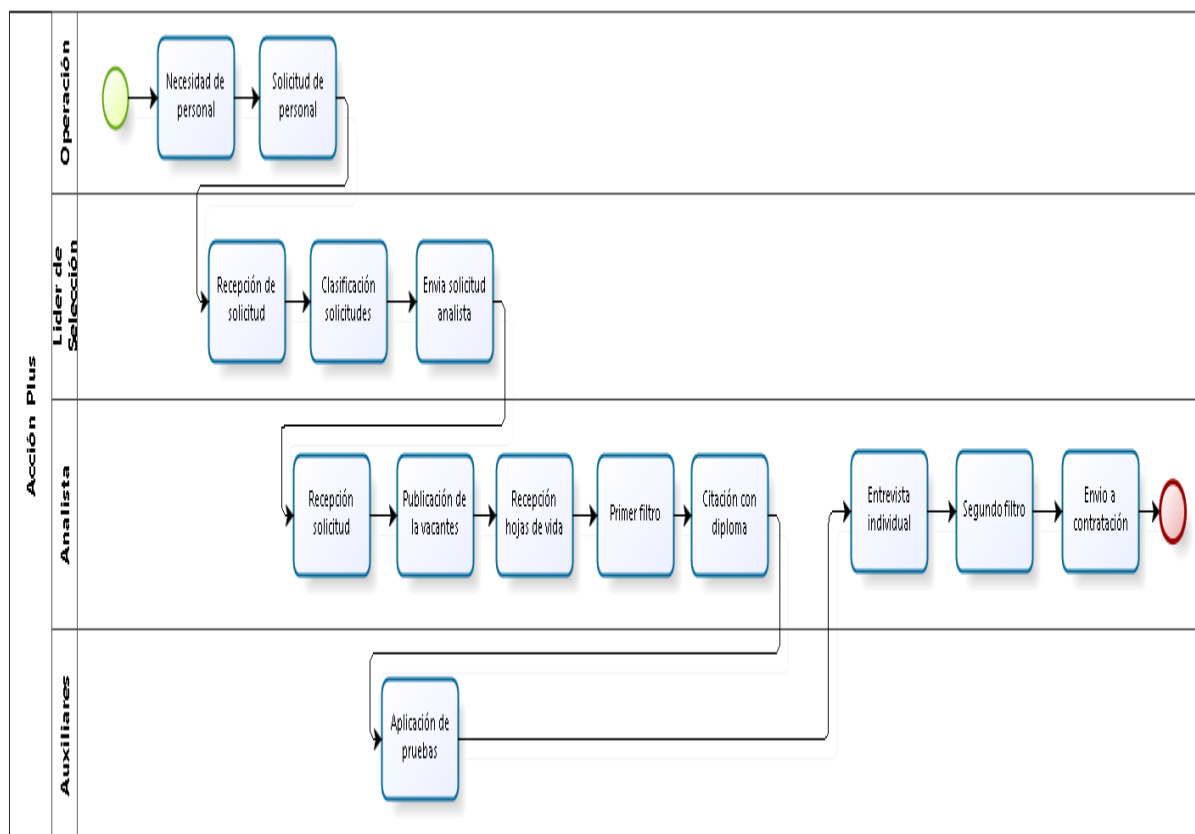 Acción Plus
Operación
Necesidad de
personal
Solicitud de
personal
Lider de
Selección
Recepción de
solicitud
Clasificación
solicitudes
Envia solicitud
analista
Analista
Recepción
solicitud
Publicación de
la vacantes
Recepción
hojas de vida
Primer filtro
Citación con
diploma
Entrevista
individual
Segundo filtro
Envio a
contratación
Auxiliares
Aplicación de
pruebas